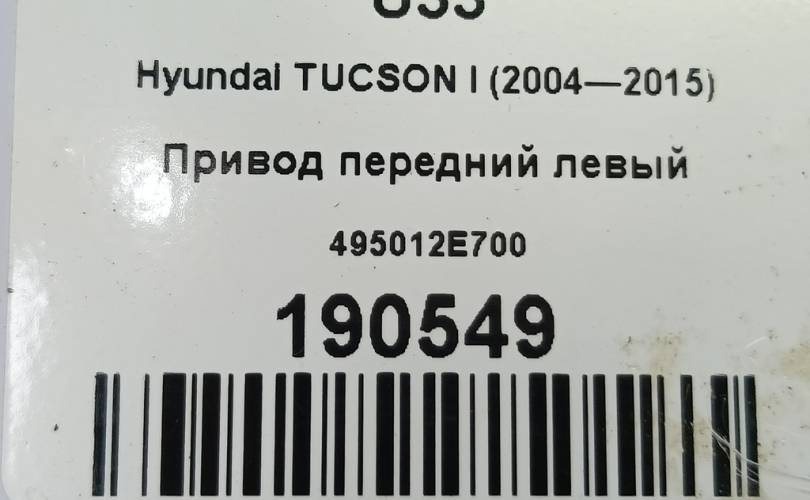 Hyundai TUCSON I (2004—2015)
Привод передний левый
495012E700
190549